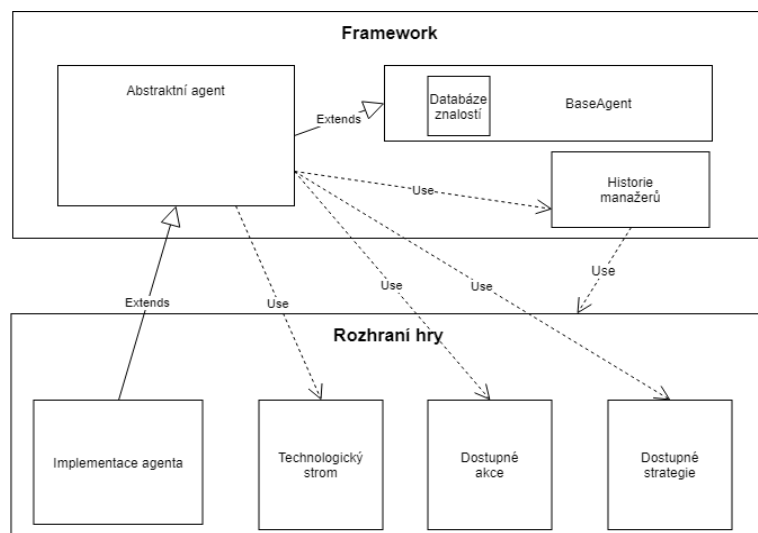 Framework
Abstraktní agent
Extends
Databáze
znalostí
BaseAgent
Use
Historie
manažerů
Use
Extends
Use
Use
Use
Rozhraní hry
Implementace agenta
Technologický
strom
Dostupné
akce
Dostupné
strategie